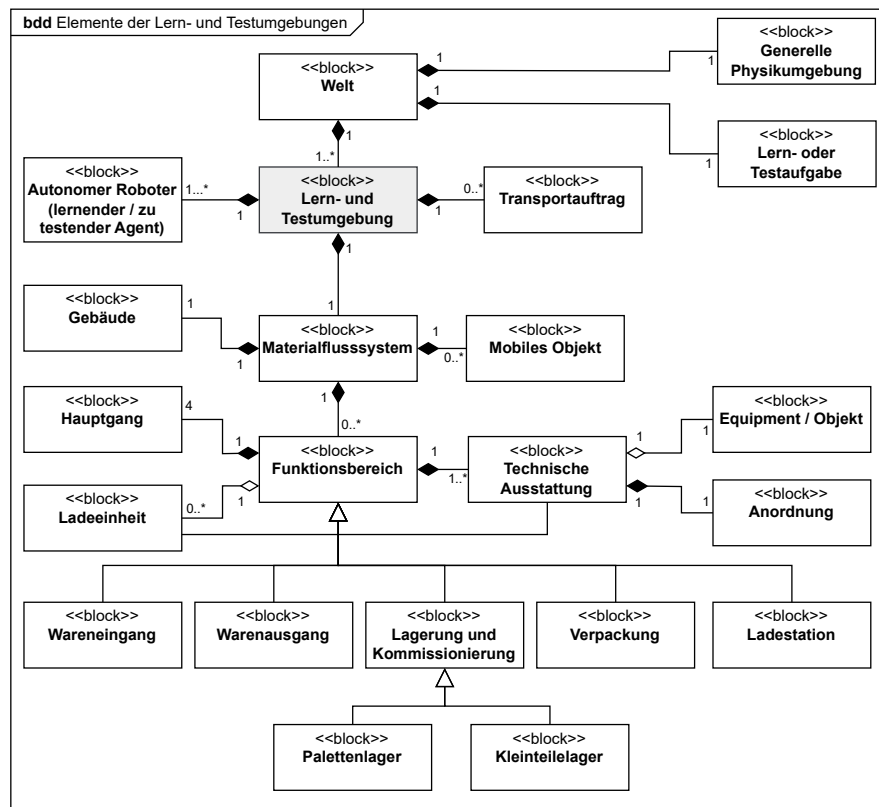 bdd Elemente der Lern- und Testumgebungen
<<block>>
Welt
1
1
1
<<block>>
Generelle
Physikumgebung
1
<<block>>
Lern- oder
Testaufgabe
1
<<block>>
Autonomer Roboter
(lernender / zu
testender Agent)
1...*
1
1..*
<<block>>
Lern- und
Testumgebung
1
1
0..*
<<block>>
Transportauftrag
<<block>>
Gebäude
1
1
1
<<block>>
Materialflusssystem
1
1
0..*
<<block>>
Mobiles Objekt
<<block>>
Hauptgang
4
1
0..*
<<block>>
Funktionsbereich
1
1..*
<<block>>
Technische
Ausstattung
1
1
<<block>>
Equipment / Objekt
1
<<block>>
Ladeeinheit
0..*
1
1
<<block>>
Anordnung
<<block>>
Wareneingang
<<block>>
Warenausgang
<<block>>
Lagerung und
Kommissionierung
<<block>>
Verpackung
<<block>>
Ladestation
<<block>>
Palettenlager
<<block>>
Kleinteilelager